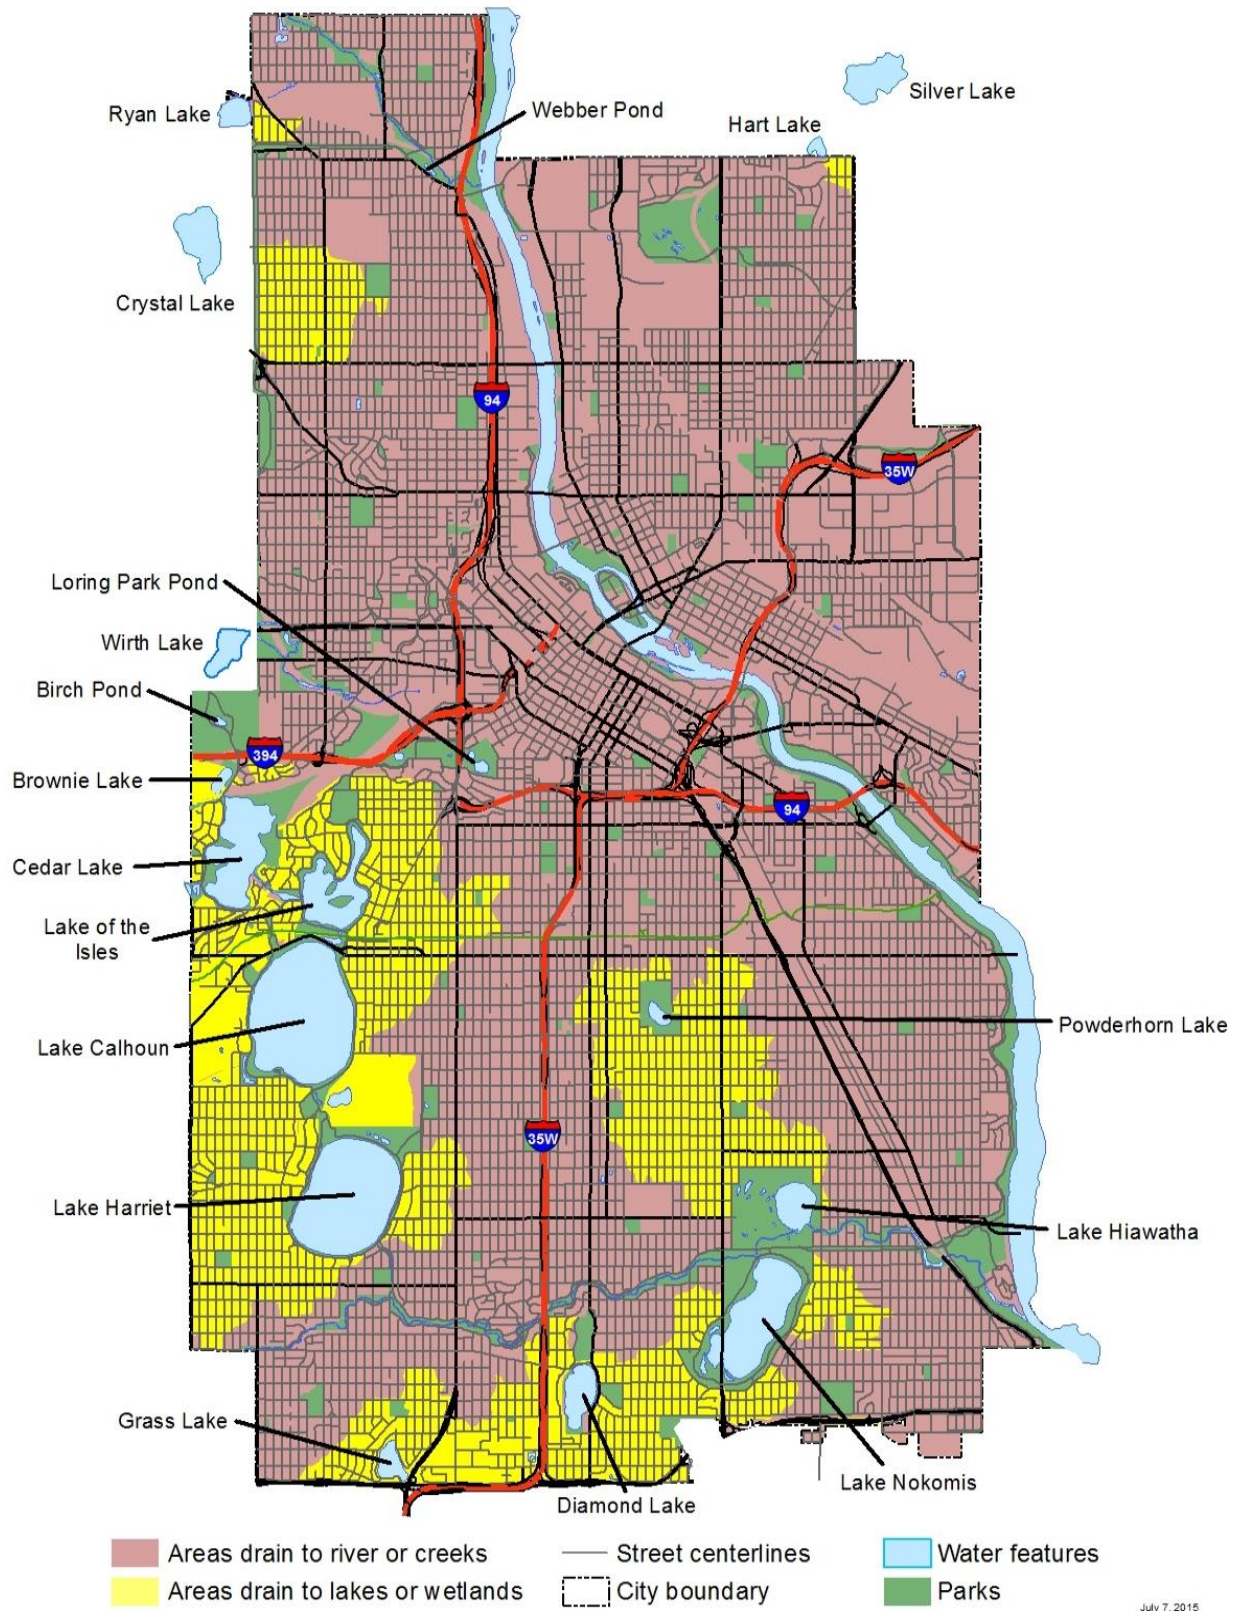 Silver Lake
Ryan Lake
Webber Pond
Hart Lake
Crystal Lake
94
35W
Loring Park Pond
Wirth Lake
Birch Pond
394
Brownie Lake
94
Cedar Lake
Lake of the
Isles
Powderhorn Lake
Lake Calhoun
35W
Lake Harriet
Lake Hiawatha
Grass Lake
Lake Nokomis
Diamond Lake
Areas drain to river or creeks
Street centerlines
Water features
Areas drain to lakes or wetlands
City boundary
Parks
July 7, 2015